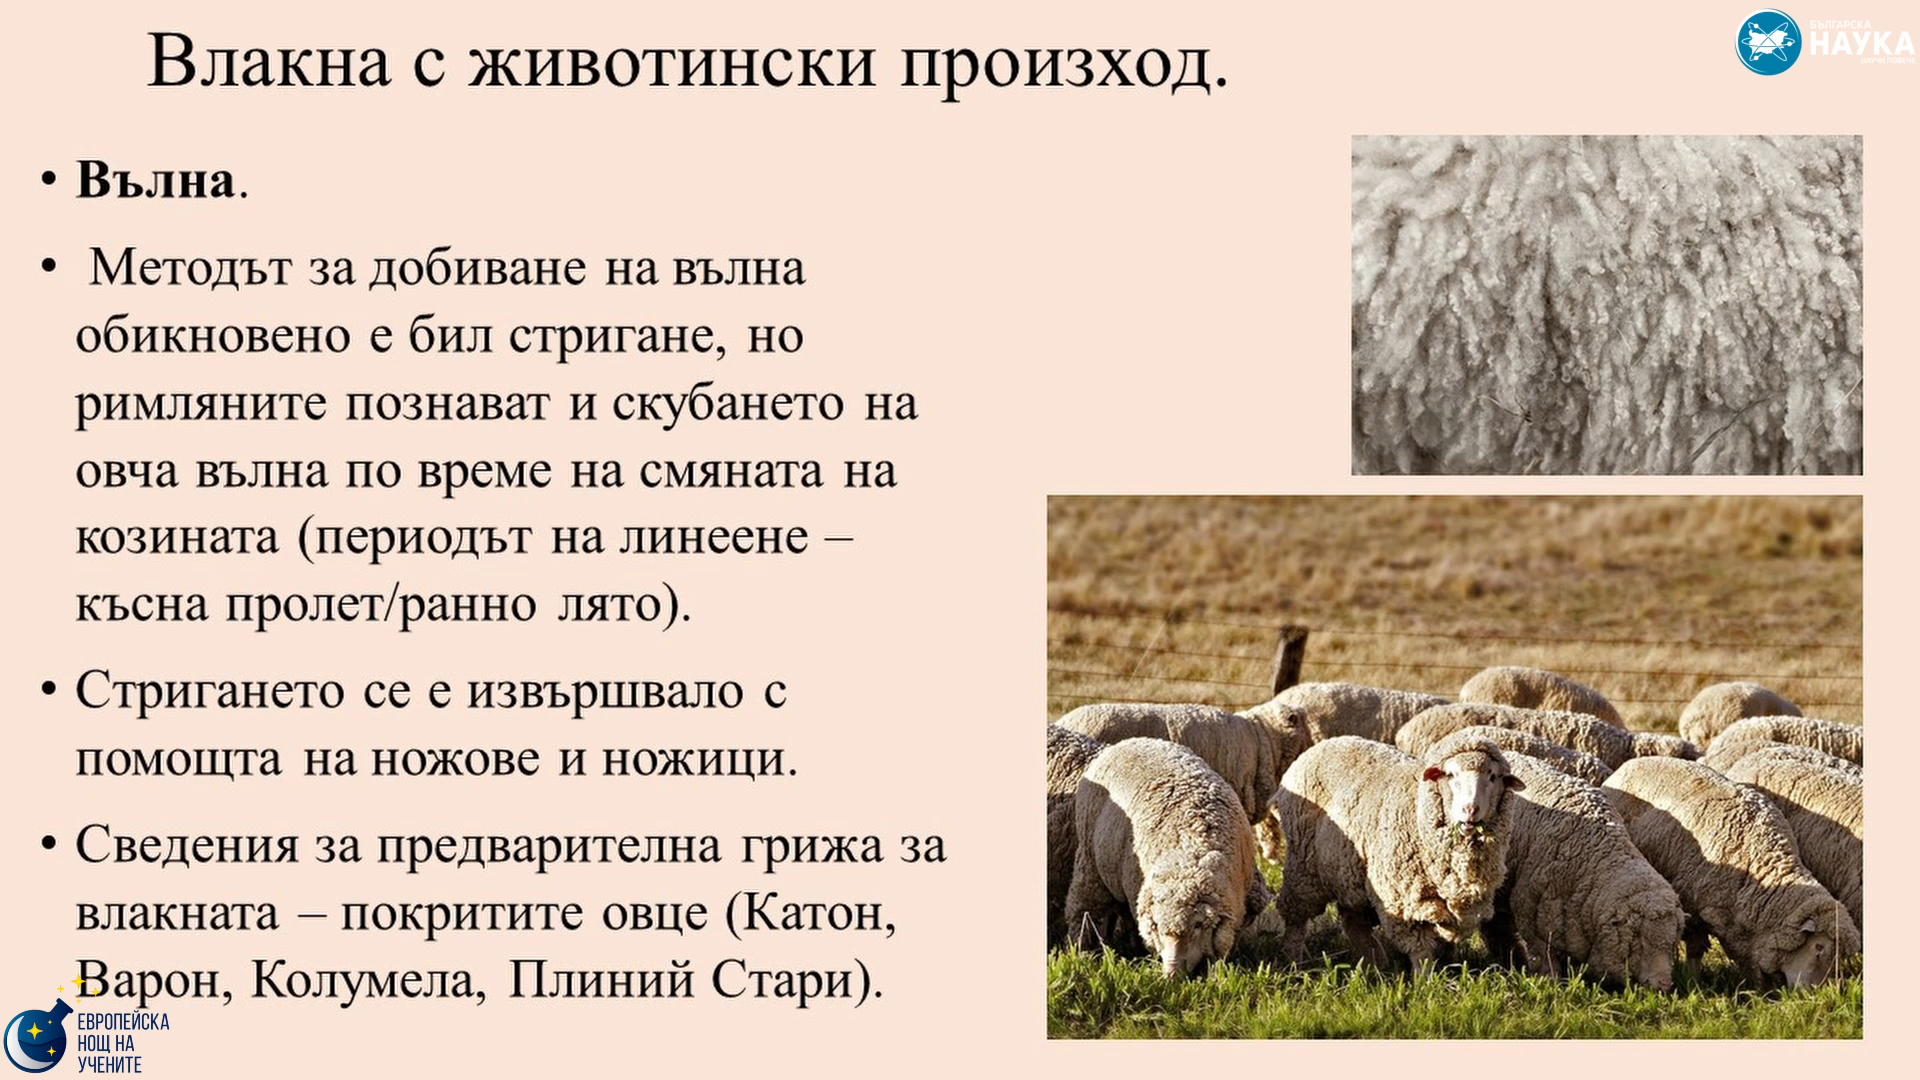 Влакна с животински произход.
БЪЛГАРСКА
НАУКА
НАУЧИ ПОВЕЧЕ
• Вълна.
• Методът за добиване на вълна
обикновено е бил стригане, но
римляните познават и скубането на
овча вълна по време на смяната на
козината (периодът на линеене –
късна пролет/ранно лято).
• Стригането се е извършвало с
помощта на ножове и ножици.
• Сведения за предварителна грижа за
влакната – покритите овце (Катон,
Варон, Колумела, Плиний Стари).
ЕВРОПЕЙСКА
НОЩ НА
УЧЕНИТЕ